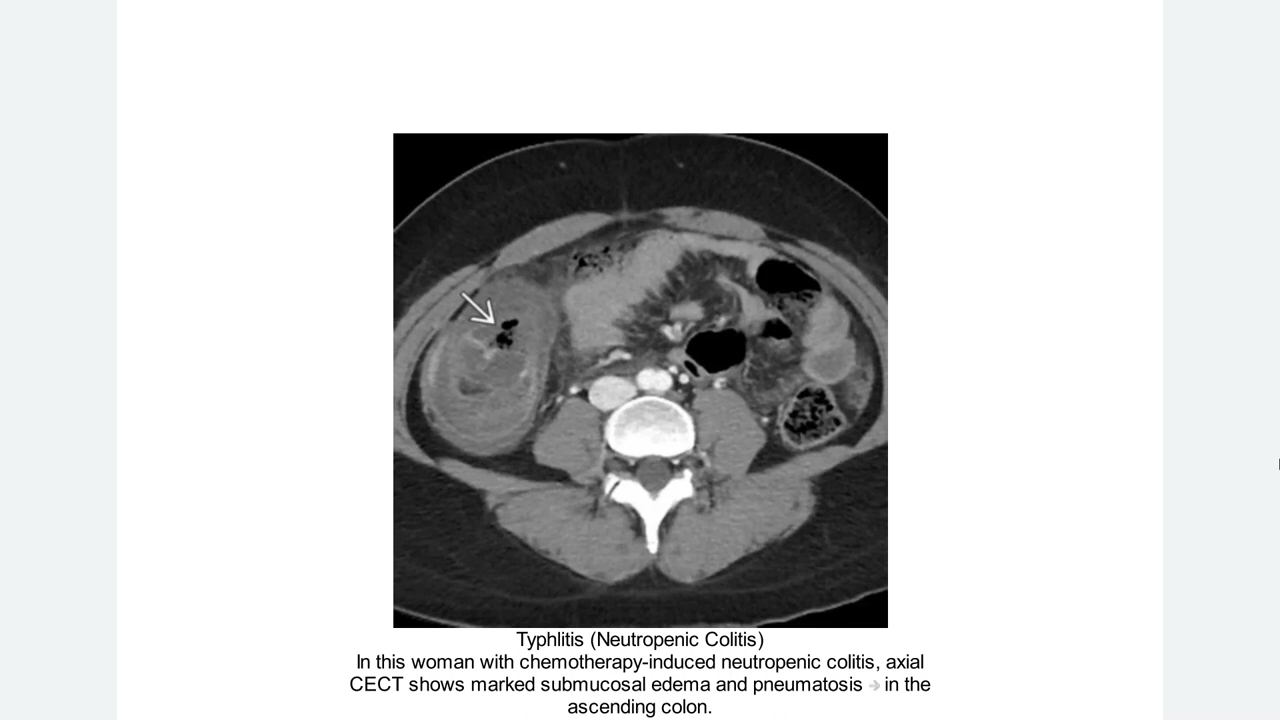 Typhlitis (Neutropenic Colitis)
In this woman with chemotherapy-induced neutropenic colitis, axial
CECT shows marked submucosal edema and pneumatosis → in the
ascending colon.